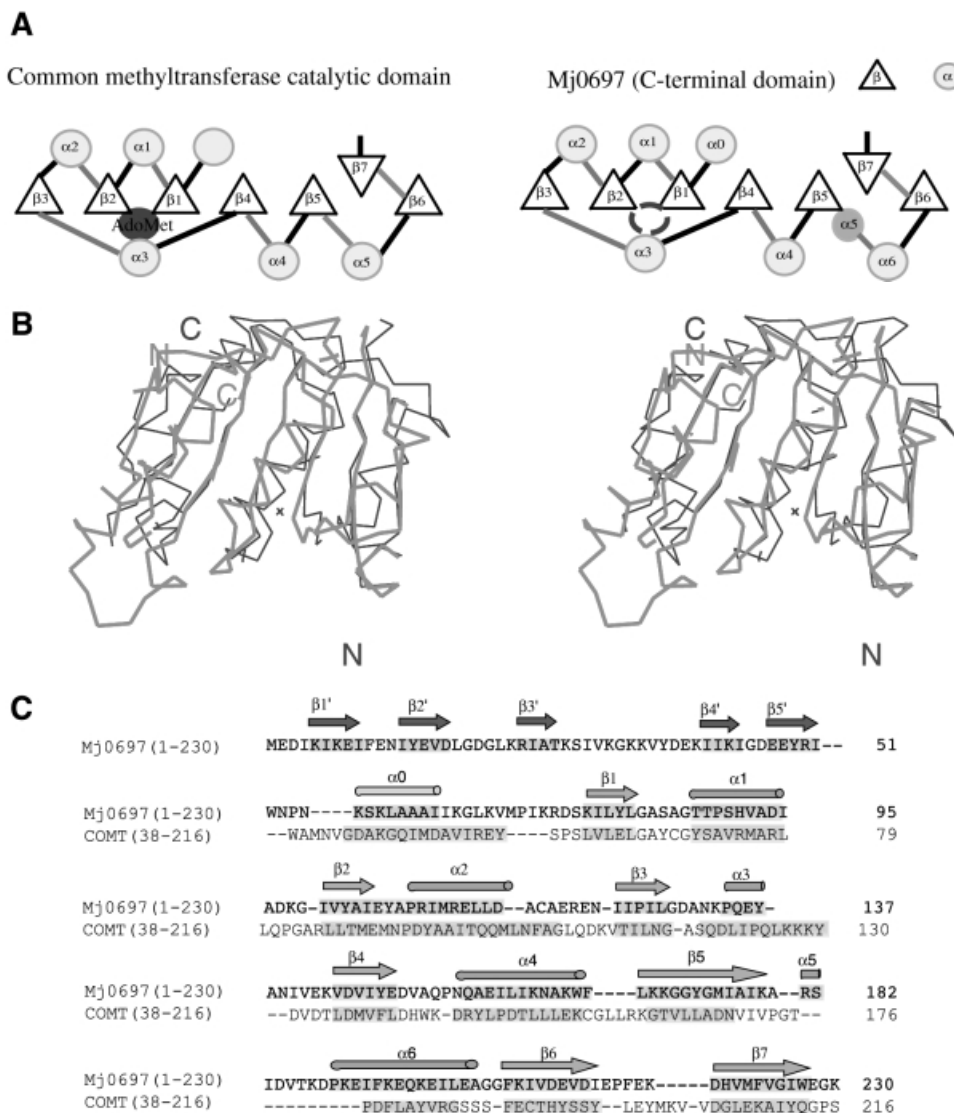 A
Common methyltransferase catalytic domain
Mj0697 (C-terminal domain) β α
α2 α1
β3 β2 β1 β4 β5 β7 β6
AdoMet
α3 α4 α5
α2 α1 α0
β3 β2 β1 β4 β5 β7 β6
α5
α3 α4 α6
B
C
N
C
N
C
N
C
N
x
x
C
β1' β2' β3' β4' β5'
Mj0697(1-230) MEDIKIKEIFENIYEVDLGDGLKRIATKSIVKGKKVYDEKIIKIGDEEYRI-- 51
α0 β1 α1
Mj0697(1-230) WNPN-----KSKLAAAIIKGLKVMPIKRDSKILYLGASAGTTPSHVADI 95
COMT(38-216) --WAMNVGDAKGQIMDAVIREY----SPSLVLELGAYCGYSAVRMARL 79
β2 α2 β3 α3
Mj0697(1-230) ADKG-IVYAIEYAPRIMRELLD-ACAEREN-IIPILGDANKPQEY- 137
COMT(38-216) LQPGARLLTMEMNPDYAAITQQMLNFAGLQDKVTILNG-ASQDLIPQLKKKY 130
β4 α4 β5 α5
Mj0697(1-230) ANIVEKVDVIYEDVAQPNQAEILIKNAKWF----LKKGGYGMIAIKA--RS 182
COMT(38-216) -DVDTLDMVFLDHWK-DRYLPDTLLLEKCGLLRKGTVLLADNVIVPGT-- 176
α6 β6 β7
Mj0697(1-230) IDVTKDPKEIFKEQKEILEAGGFKIVDEVDIEPFEK-----DHVMFVGIWEGK 230
COMT(38-216) -----PDFLAYVRGSSS-FECTHYSSY--LEYMKV-VDGLEKAIYQGPS 216